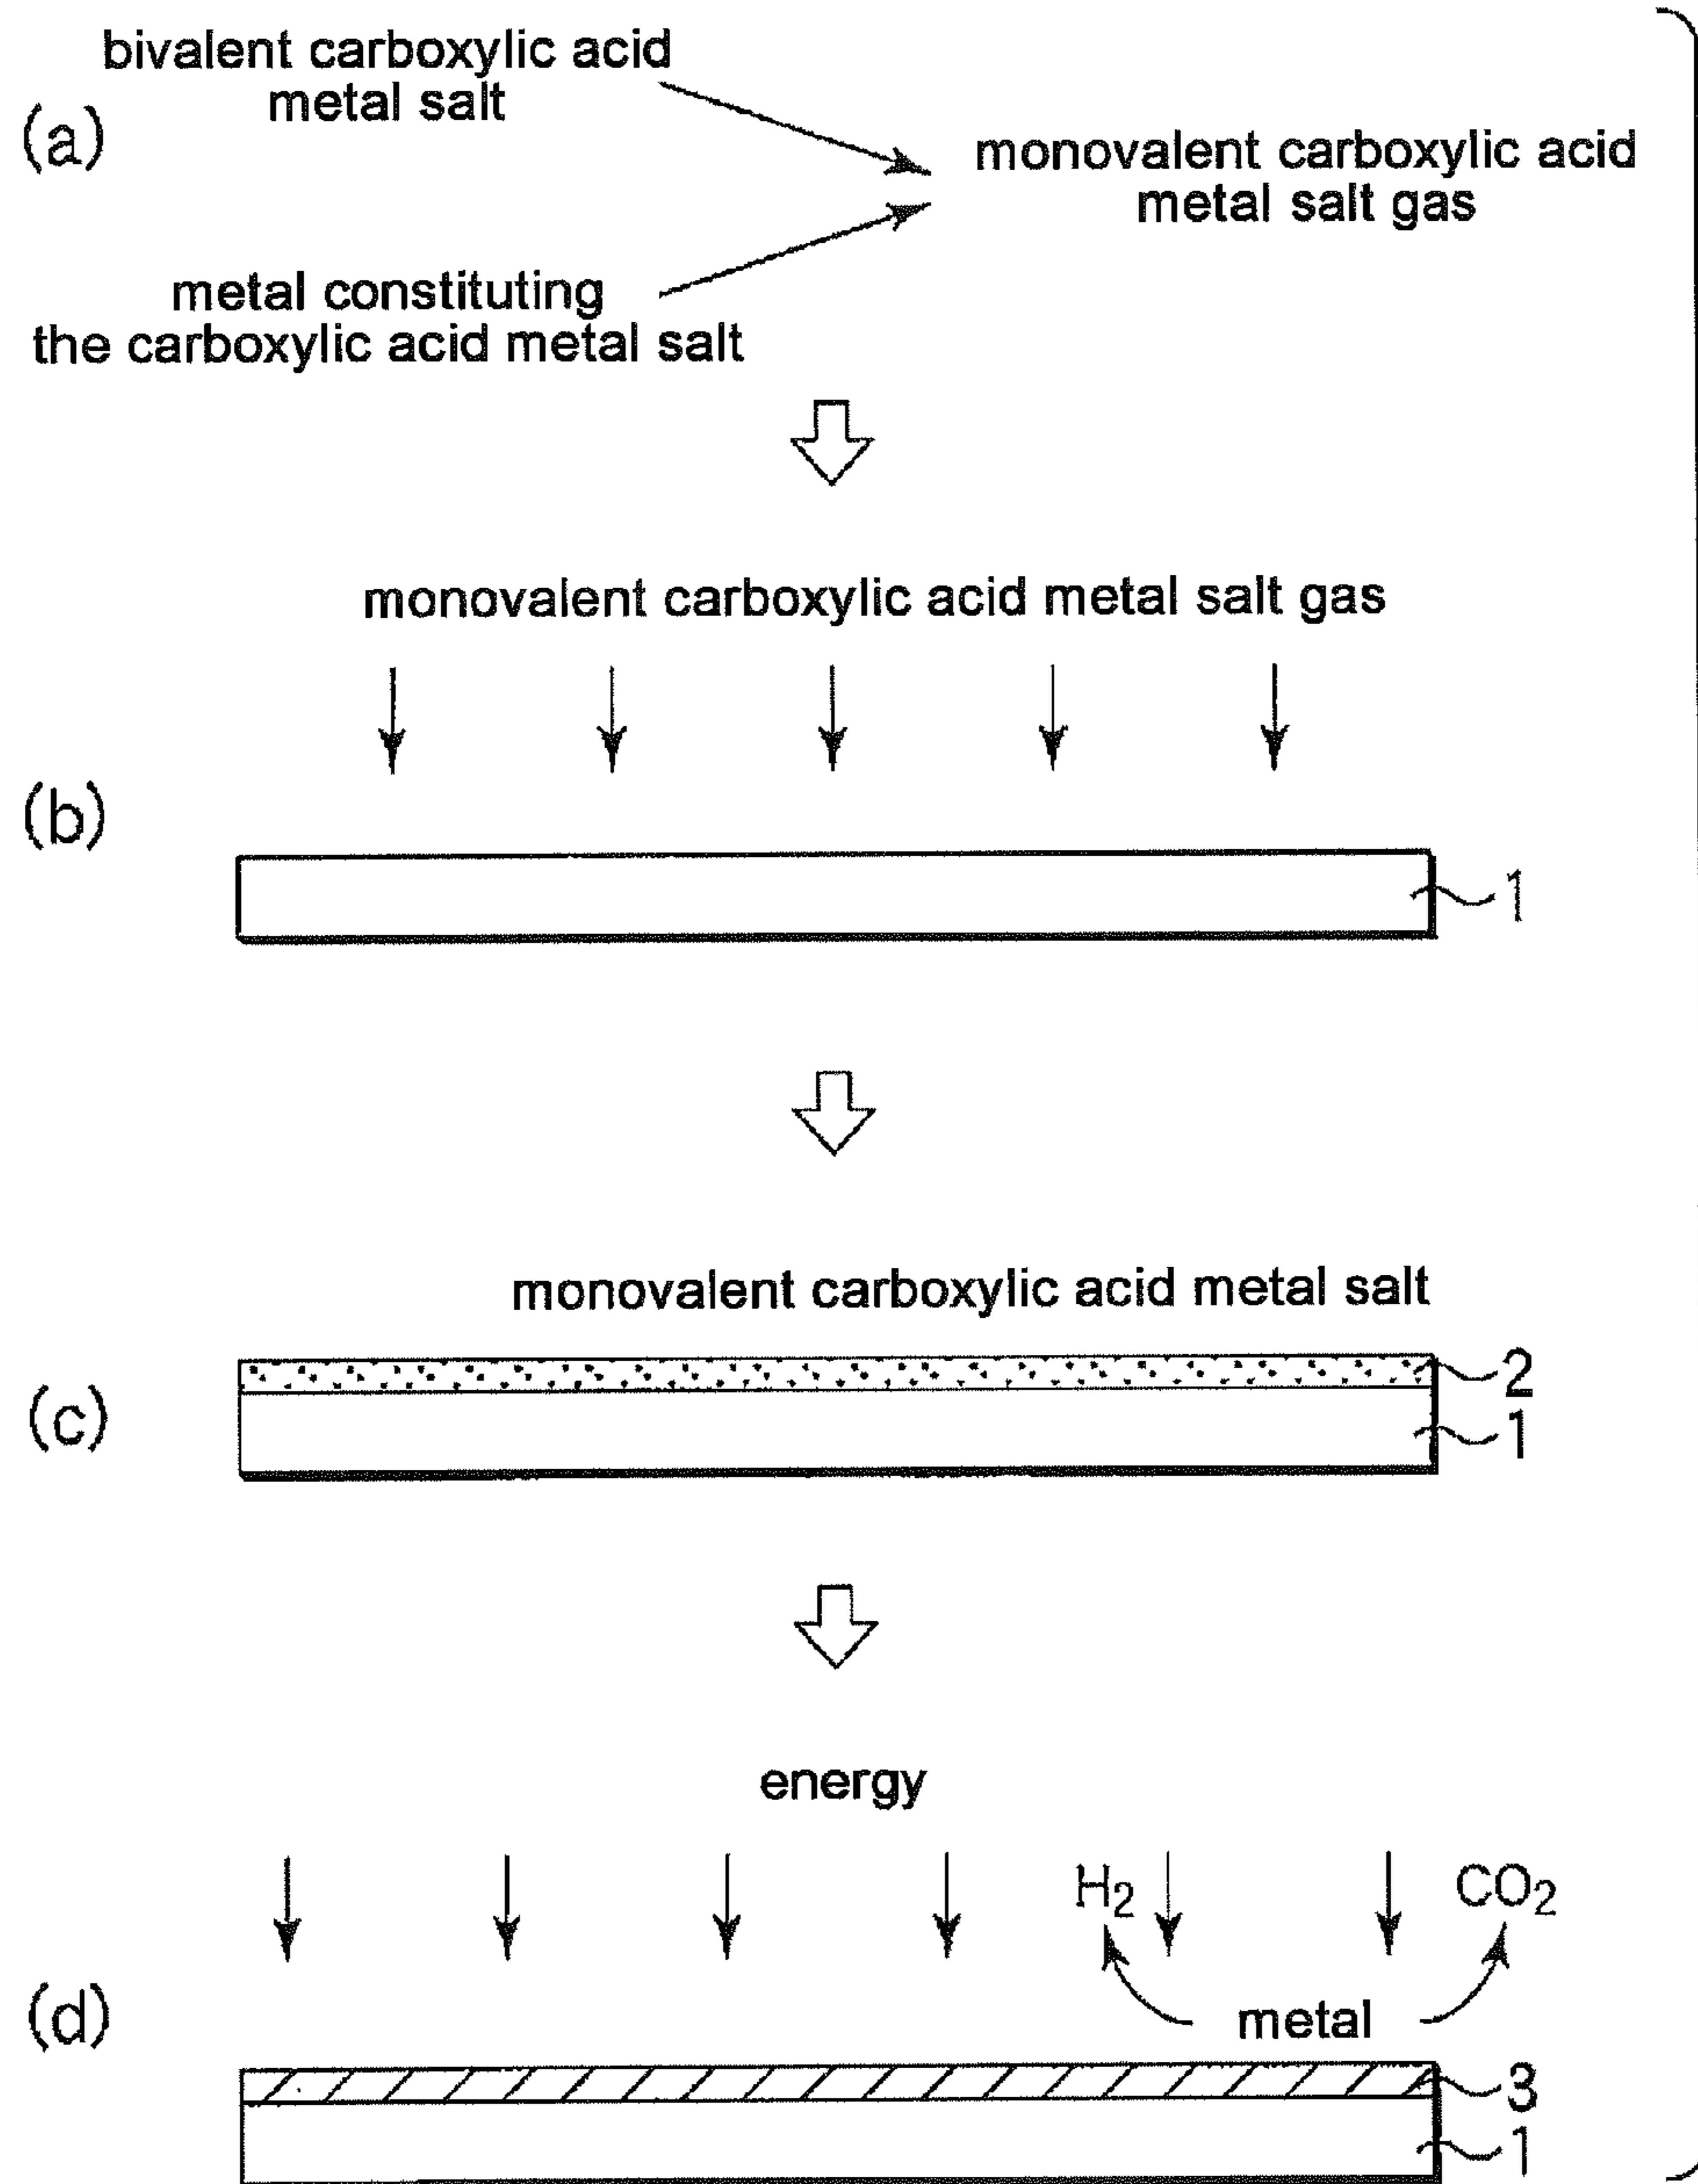 bivalent carboxylic acid
metal salt
(a)
monovalent carboxylic acid
metal salt gas
metal constituting
the carboxylic acid metal salt
monovalent carboxylic acid metal salt gas
(b)
1
monovalent carboxylic acid metal salt
2
(c)
1
energy
H2
CO2
(d)
metal
3
1